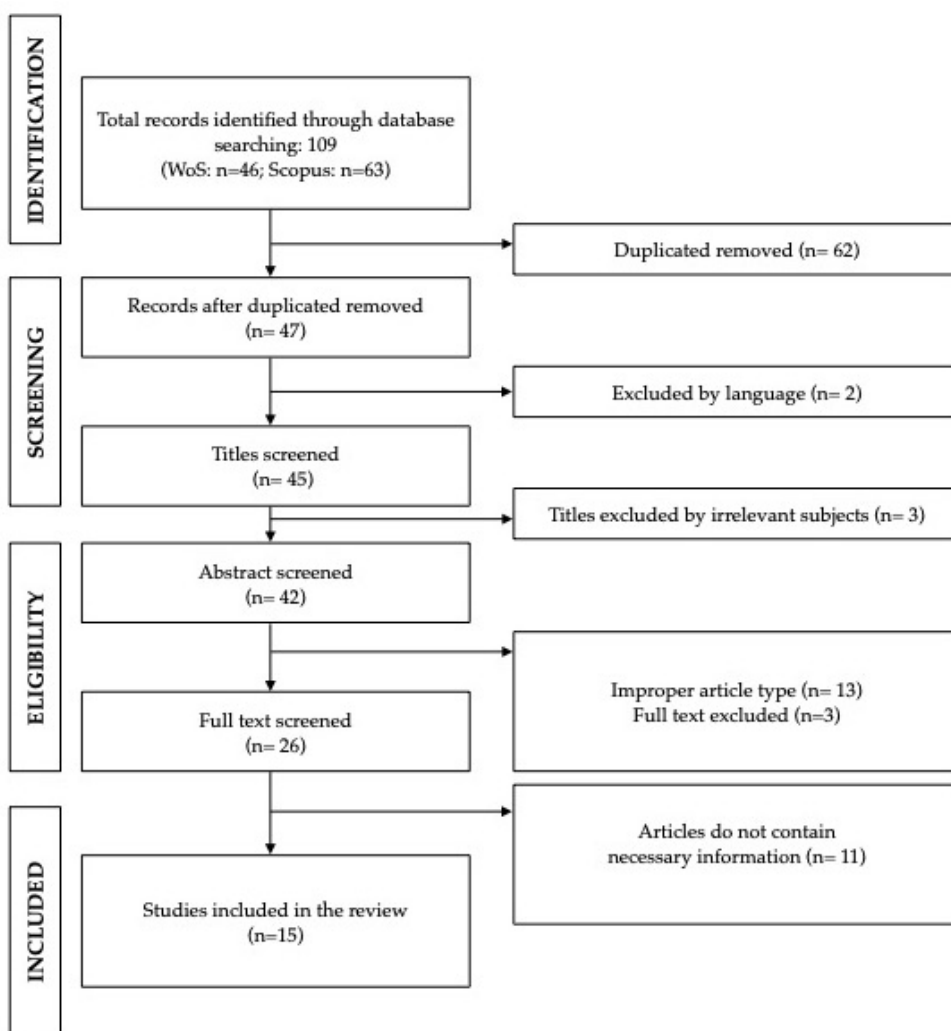 IDENTIFICATION
Total records identified through database
searching: 109
(WoS: n=46; Scopus: n=63)
Duplicated removed (n= 62)
SCREENING
Records after duplicated removed
(n= 47)
Excluded by language (n= 2)
Titles screened
(n= 45)
Titles excluded by irrelevant subjects (n= 3)
ELIGIBILITY
Abstract screened
(n= 42)
Improper article type (n= 13)
Full text excluded (n=3)
Full text screened
(n= 26)
INCLUDED
Articles do not contain
necessary information (n= 11)
Studies included in the review
(n=15)